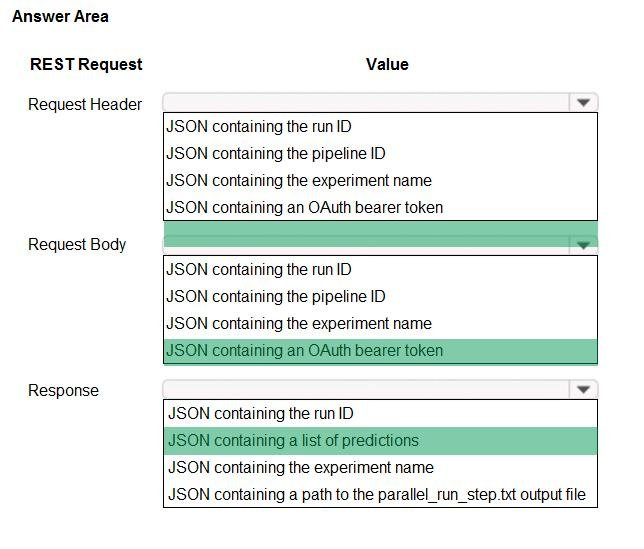 Answer Area
REST Request Value
Request Header
JSON containing the run ID
JSON containing the pipeline ID
JSON containing the experiment name
JSON containing an OAuth bearer token
Request Body
JSON containing the run ID
JSON containing the pipeline ID
JSON containing the experiment name
JSON containing an OAuth bearer token
Response
JSON containing the run ID
JSON containing a list of predictions
JSON containing the experiment name
JSON containing a path to the parallel_run_step.txt output file